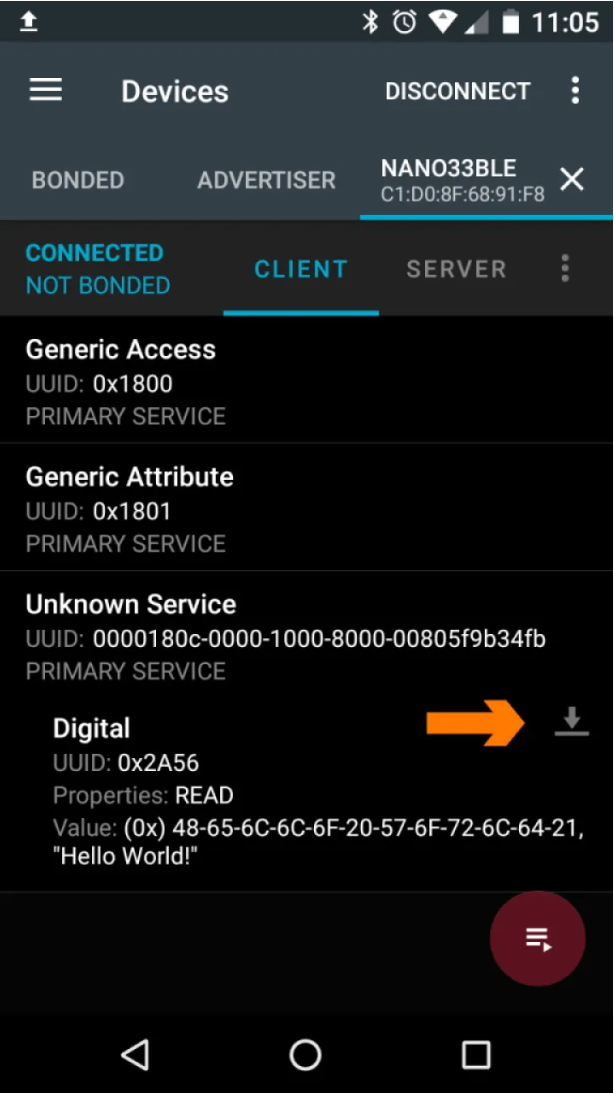 11:05
Devices
DISCONNECT
BONDED
ADVERTISER
NANO33BLE
C1:D0:8F:68:91:F8
CONNECTED
NOT BONDED
CLIENT
SERVER
Generic Access
UUID: 0x1800
PRIMARY SERVICE
Generic Attribute
UUID: 0x1801
PRIMARY SERVICE
Unknown Service
UUID: 0000180c-0000-1000-8000-00805f9b34fb
PRIMARY SERVICE
Digital
UUID: 0x2A56
Properties: READ
Value: (0x) 48-65-6C-6C-6F-20-57-6F-72-6C-64-21,
"Hello World!"